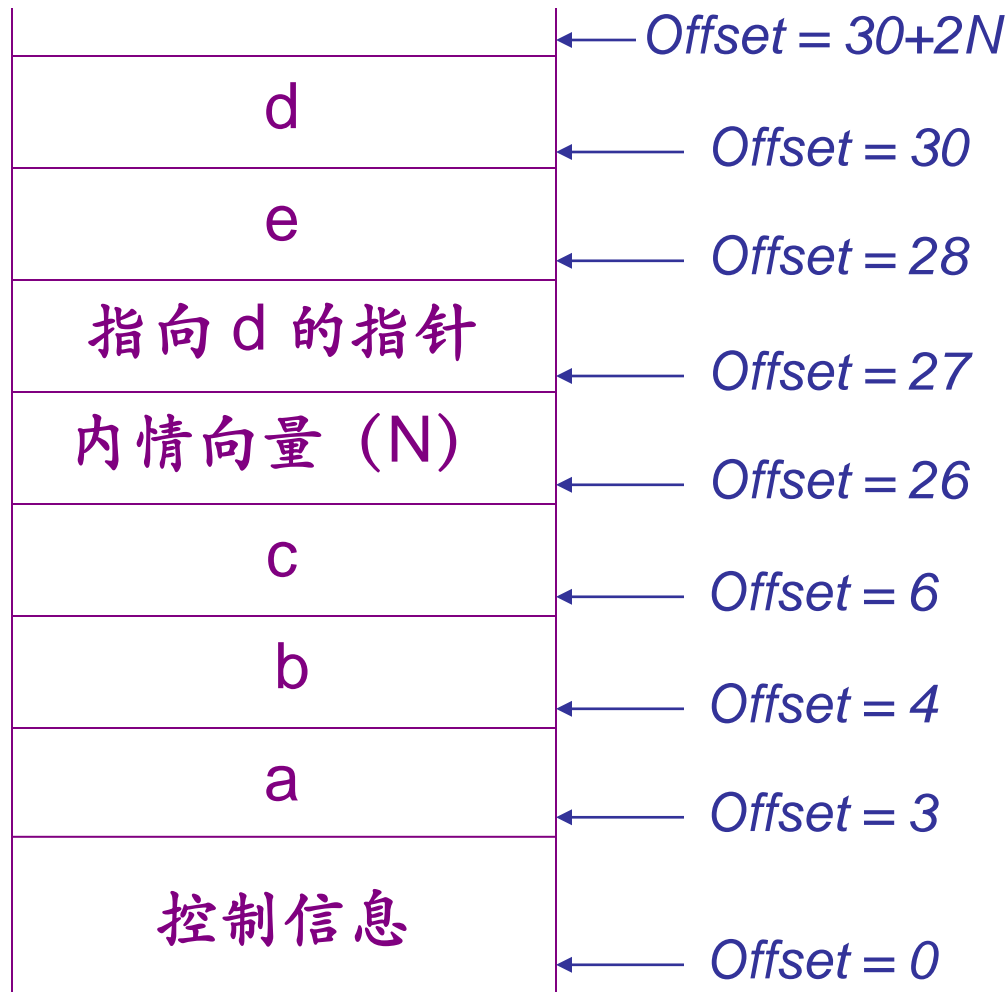 Offset = 30+2N
d
Offset = 30
e
Offset = 28
指向 d 的指针
Offset = 27
内情向量 (N)
Offset = 26
c
Offset = 6
b
Offset = 4
a
Offset = 3
控制信息
Offset = 0